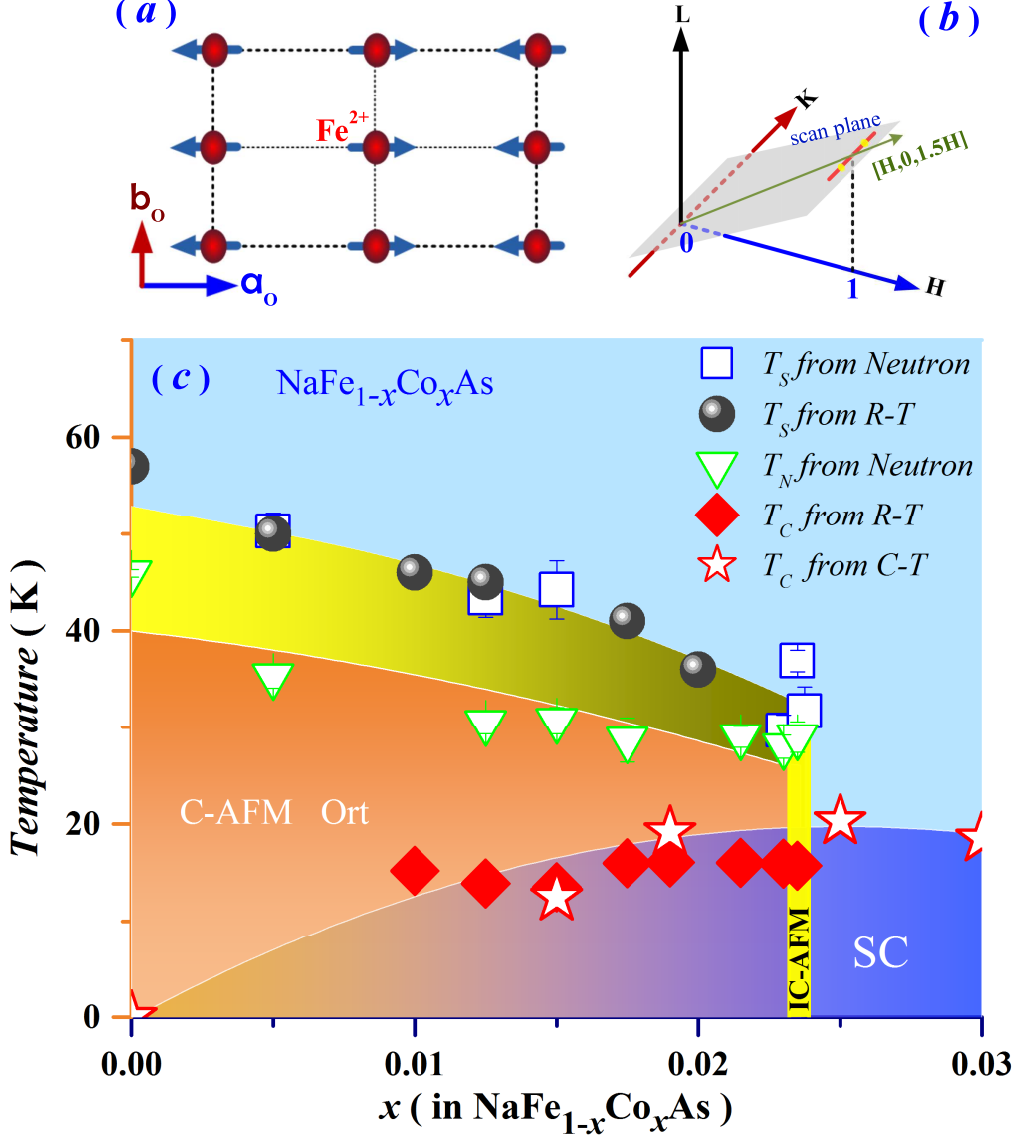 (a)
(b)
Fe2+
bO
aO
L
K
scan plane
[H,0,1.5H]
0
1
H
(c)
NaFe1-xCoxAs
TS from Neutron
TS from R-T
TN from Neutron
TC from R-T
TC from C-T
Temperature ( K )
60
40
20
0
C-AFM Ort
IC-AFM
SC
0.00
0.01
0.02
0.03
x ( in NaFe1-xCoxAs )